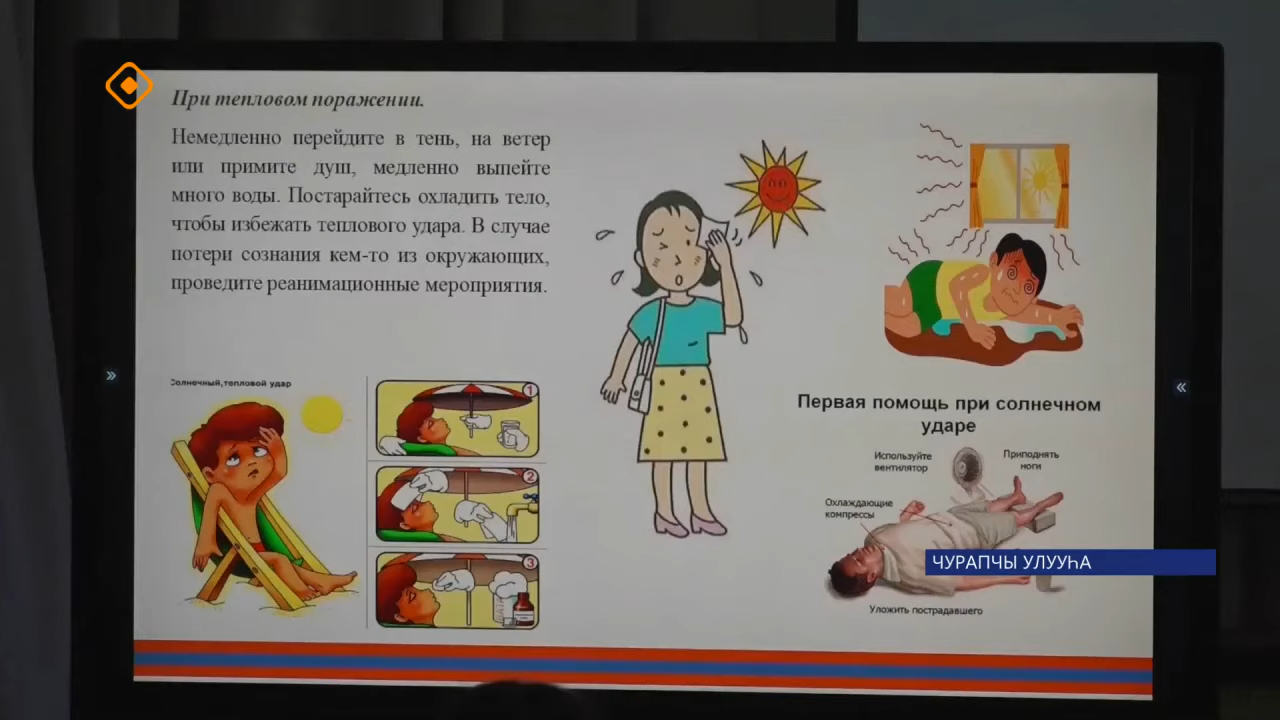 При тепловом поражении.
Немедленно перейдите в тень, на ветер
или примите душ, медленно выпейте
много воды. Постарайтесь охладить тело,
чтобы избежать теплового удара. В случае
потери сознания кем-то из окружающих,
проведите реанимационные мероприятия.
Солнечный, тепловой удар
1
2
3
Первая помощь при солнечном
ударе
Используйте
вентилятор
Приподнять
ноги
Охлаждающие
компрессы
Уложить пострадавшего
ЧУРАПЧЫ УЛУУҺА